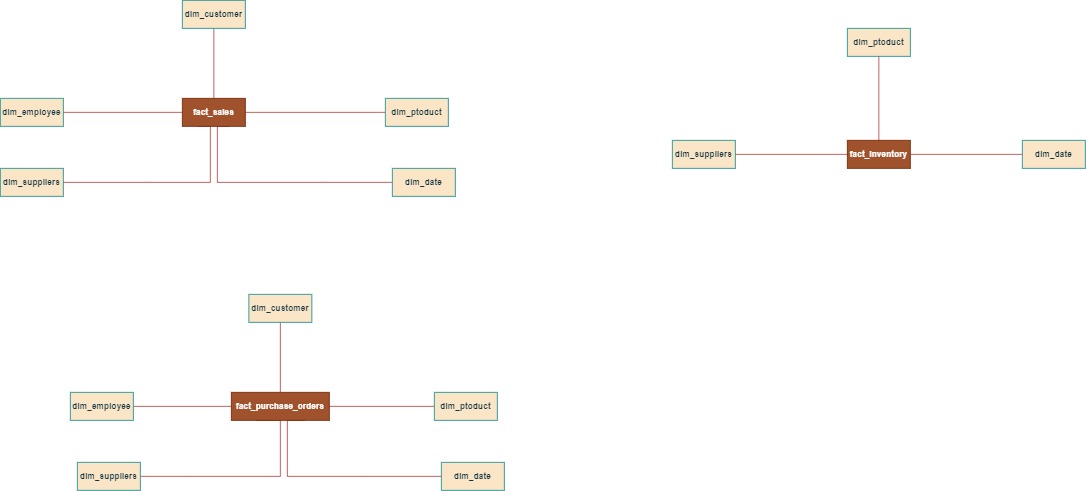 dim_customer
dim_employee
fact_sales
dim_ptoduct
dim_suppliers
dim_date
dim_ptoduct
dim_suppliers
fact_inventory
dim_date
dim_customer
dim_employee
fact_purchase_orders
dim_ptoduct
dim_suppliers
dim_date